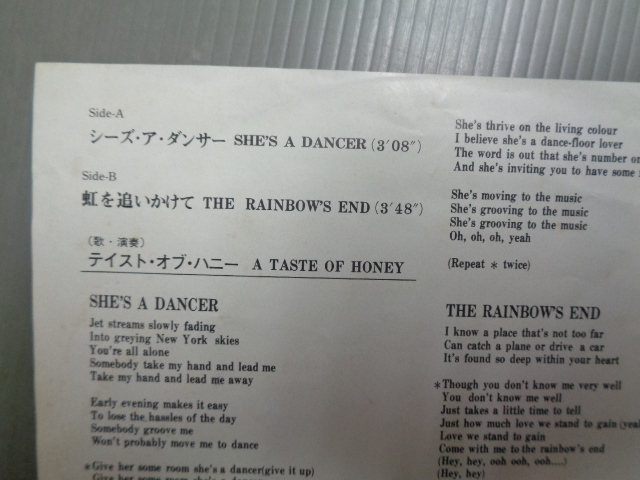 Side-A
シーズ・ア・ダンサー SHE'S A DANCER (3'08")
Side-B
虹を追いかけて THE RAINBOW'S END (3'48")
(歌・演奏)
テイスト・オブ・ハニー A TASTE OF HONEY
SHE'S A DANCER
Jet streams slowly fading
Into greying New York skies
You're all alone
Somebody take my hand and lead me
Take my hand and lead me away
Early evening makes it easy
To lose the hassles of the day
Somebody groove me
Won't probably move me to dance
*Give her some room she's a dancer(give it up)
She's thrive on the living colour
I believe she's a dance-floor lover
The word is out that she's number
And she's inviting you to have some
She's moving to the music
She's grooving to the music
She's grooving to the music
Oh, oh, oh, yeah
(Repeat * twice)
THE RAINBOW'S END
I know a place that's not too far
Can catch a plane or drive a car
It's found so deep within your heart
*Though you don't know me very well
You don't know me well
Just takes a little time to tell
Just how much love we stand to gain
Love we stand to gain
Come with me to the rainbow's end
(Hey, hey, ooh ooh, ooh....)
(Hey, hey)